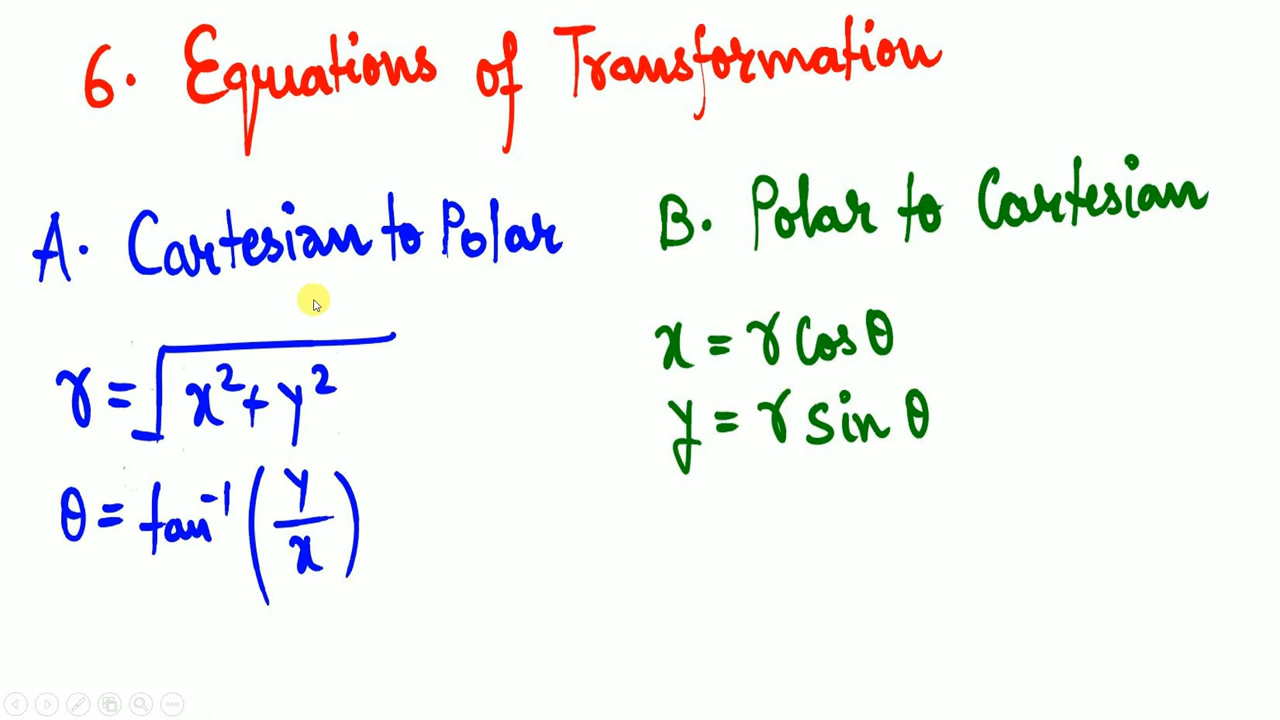 6. Equations of Transformation
A. Cartesian to Polar
r = √(x² + y²)
θ = tan⁻¹ (y/x)
B. Polar to Cartesian
x = r Cos θ
y = r sin θ